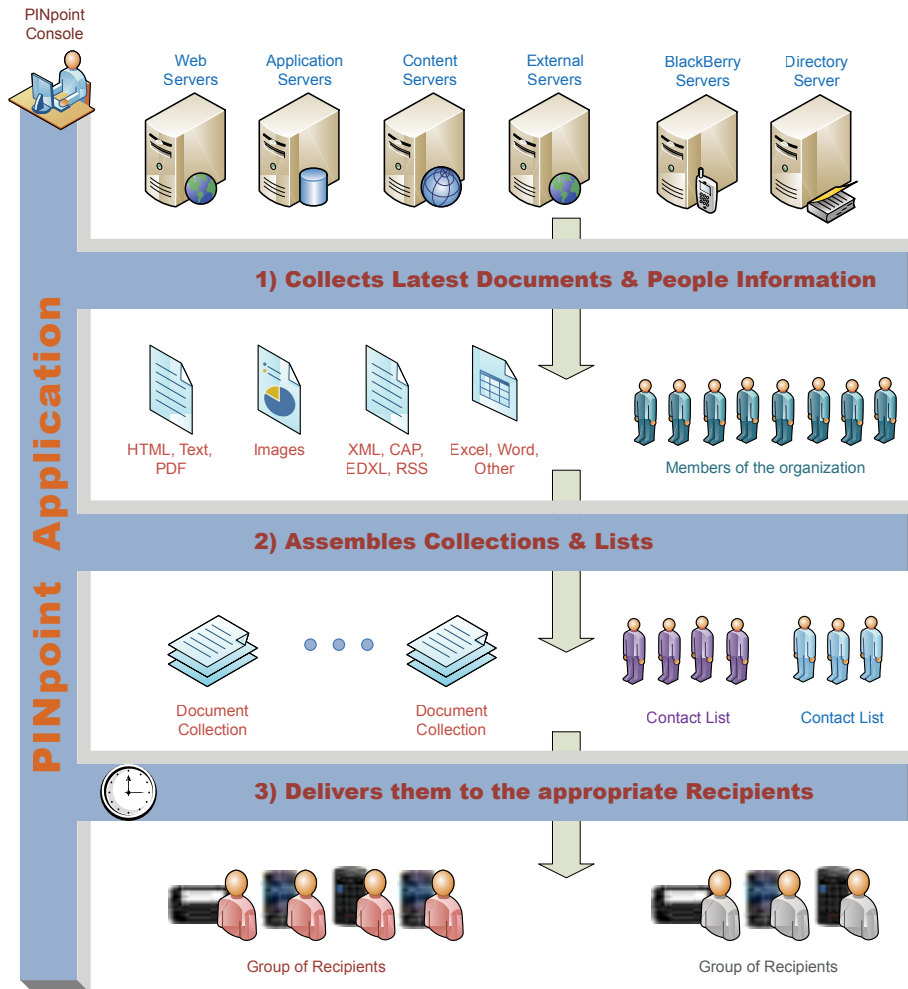 PINpoint
Console
Web
Servers
Application
Servers
Content
Servers
External
Servers
BlackBerry
Servers
Directory
Server
PINpoint Application
1) Collects Latest Documents & People Information
HTML, Text,
PDF
Images
XML, CAP,
EDXL, RSS
Excel, Word,
Other
Members of the organization
2) Assembles Collections & Lists
Document
Collection
Document
Collection
Contact List
Contact List
3) Delivers them to the appropriate Recipients
Group of Recipients
Group of Recipients